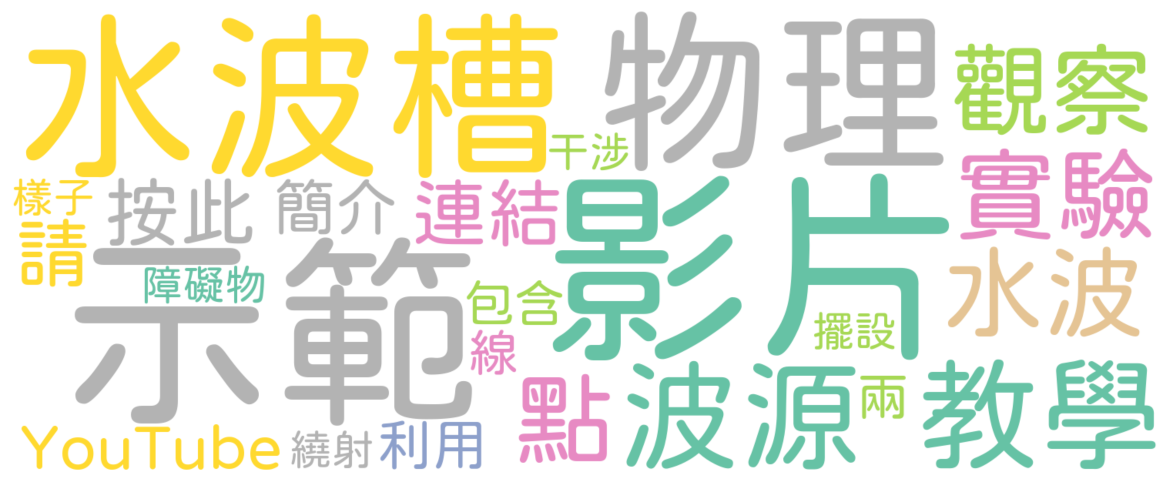 水波槽
物理
觀察
干涉
樣子
按此
簡介
連結
影片
實驗
請
示範
障礙物
包含
水波
線
擺設
點
波源
兩
教學
YouTube
繞射
利用